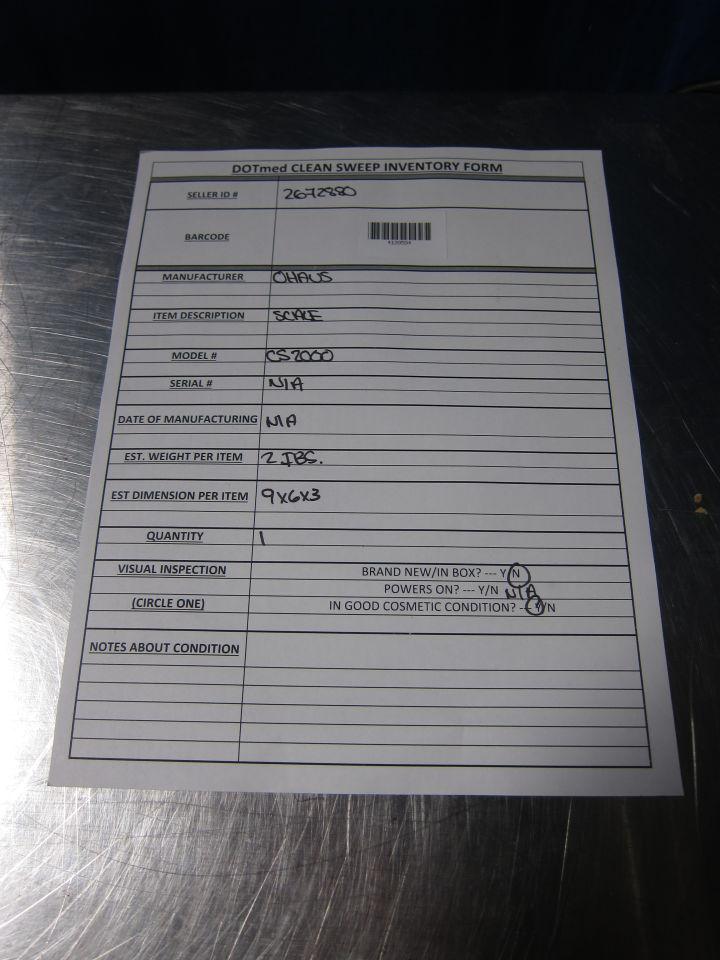 DOTmed CLEAN SWEEP INVENTORY FORM
SELLER ID # 2672880
BARCODE
MANUFACTURER OHAUS
ITEM DESCRIPTION SCALE
MODEL # CS2000
SERIAL # N/A
DATE OF MANUFACTURING N/A
EST. WEIGHT PER ITEM 2 IBS.
EST DIMENSION PER ITEM 9x6x3
QUANTITY 1
VISUAL INSPECTION BRAND NEW/IN BOX? --- Y/N
POWERS ON? --- Y/N N/A
(CIRCLE ONE) IN GOOD COSMETIC CONDITION? --- Y/N
NOTES ABOUT CONDITION